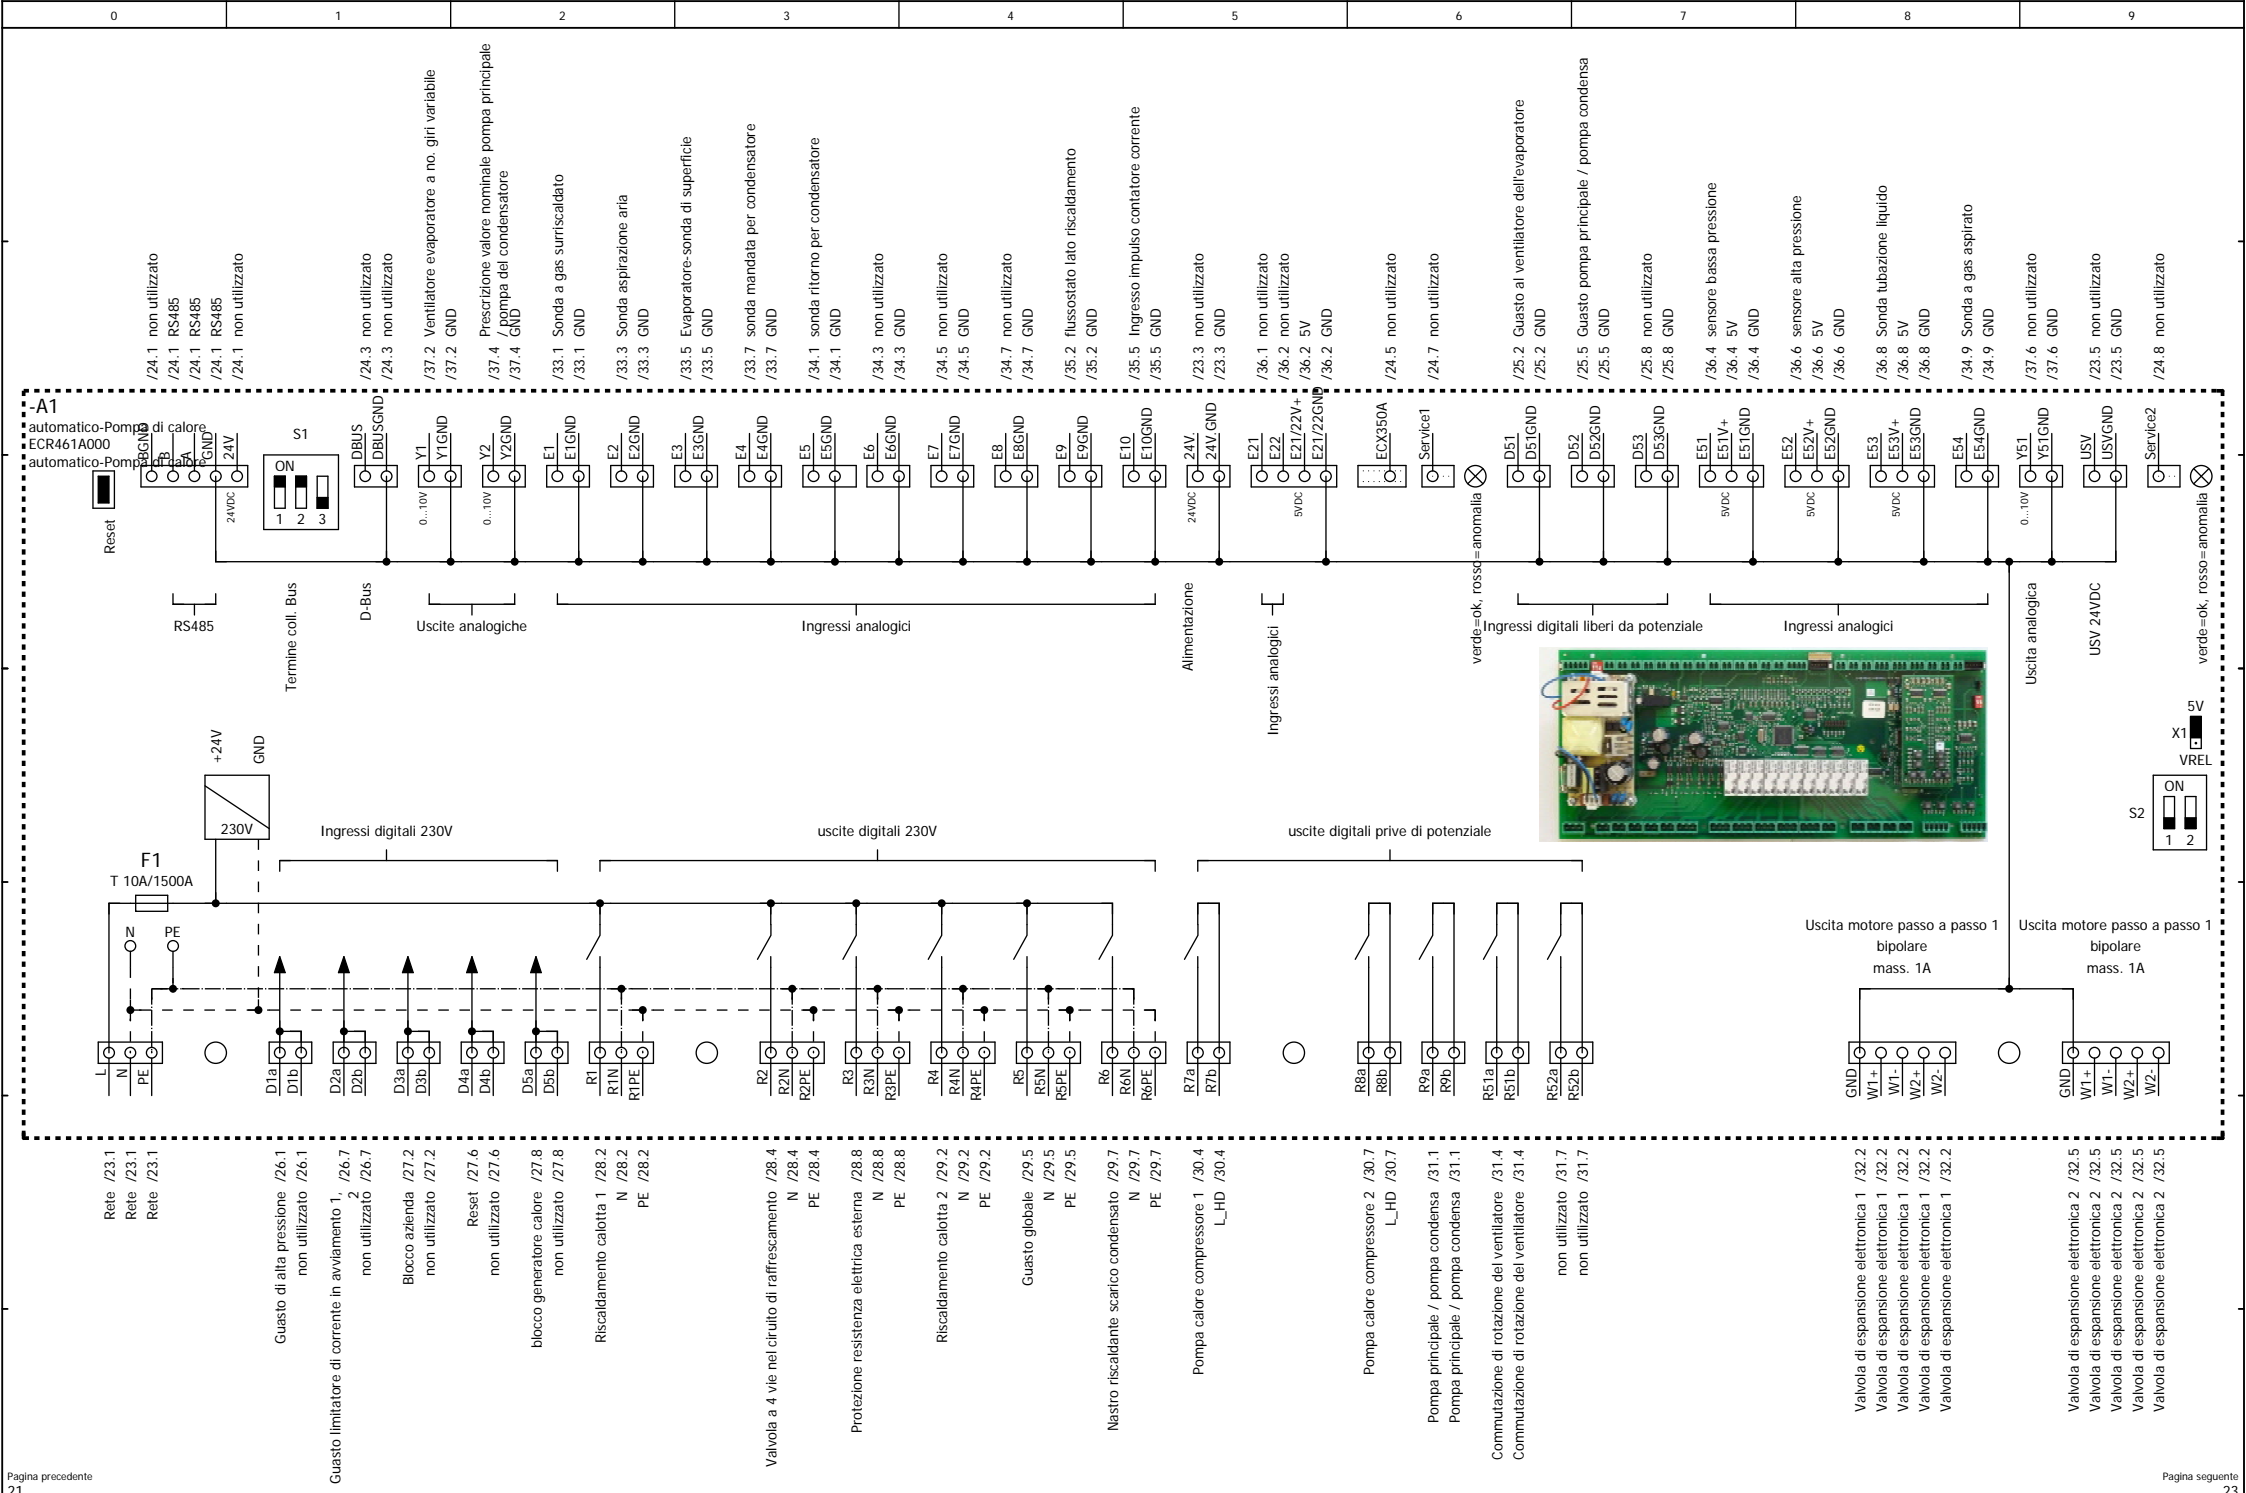 0 1 2 3 4 5 6 7 8 9
/24.1 non utilizzato
/24.1 RS485
/24.1 RS485
/24.1 RS485
/24.1 non utilizzato
/24.3 non utilizzato
/24.3 non utilizzato
/37.2 Ventilatore evaporatore a no. giri variabile
/37.2 GND
/37.4 Prescrizione valore nominale pompa principale
/ pompa del condensatore
/37.4 GND
/33.1 Sonda a gas surriscaldato
/33.1 GND
/33.3 Sonda aspirazione aria
/33.3 GND
/33.5 Evaporatore-sonda di superficie
/33.5 GND
/33.7 sonda mandata per condensatore
/33.7 GND
/34.1 sonda ritorno per condensatore
/34.1 GND
/34.3 non utilizzato
/34.3 GND
/34.5 non utilizzato
/34.5 GND
/34.7 non utilizzato
/34.7 GND
/35.2 flussostato lato riscaldamento
/35.2 GND
/35.5 Ingresso impulso contatore corrente
/35.5 GND
/23.3 non utilizzato
/23.3 GND
/36.1 non utilizzato
/36.2 non utilizzato
/36.2 5V
/36.2 GND
/24.5 non utilizzato
/24.7 non utilizzato
/25.2 Guasto al ventilatore dell'evaporatore
/25.2 GND
/25.5 Guasto pompa principale / pompa condensa
/25.5 GND
/25.8 non utilizzato
/25.8 GND
/36.4 sensore bassa pressione
/36.4 5V
/36.4 GND
/36.6 sensore alta pressione
/36.6 5V
/36.6 GND
/36.8 Sonda tubazione liquido
/36.8 5V
/36.8 GND
/34.9 Sonda a gas aspirato
/34.9 GND
/37.6 non utilizzato
/37.6 GND
/23.5 non utilizzato
/23.5 GND
/24.8 non utilizzato
-A1
automatico-Pompa di calore
ECR461A000
automatico-Pompa di calore
Reset
BGND
B
A
GND
24V
24VDC
S1
ON
1 2 3
DBUS
DBUSGND
Y1
Y1GND
0...10V
Y2
Y2GND
0...10V
E1
E1GND
E2
E2GND
E3
E3GND
E4
E4GND
E5
E5GND
E6
E6GND
E7
E7GND
E8
E8GND
E9
E9GND
E10
E10GND
24V.
24V.GND
24VDC
E21
E22
E21/22V+
E21/22GND
5VDC
ECX350A
Service1
verde=ok, rosso=anomalia
D51
D51GND
D52
D52GND
D53
D53GND
E51
E51V+
E51GND
5VDC
E52
E52V+
E52GND
5VDC
E53
E53V+
E53GND
5VDC
E54
E54GND
Y51
Y51GND
0...10V
USV
USVGND
Service2
verde=ok, rosso=anomalia
RS485
Termine coll. Bus
D-Bus
Uscite analogiche
Ingressi analogici
Alimentazione
Ingressi analogici
Ingressi digitali liberi da potenziale
Ingressi analogici
Uscita analogica
USV 24VDC
5V
X1
VREL
ON
S2
1 2
+24V
GND
230V
Ingressi digitali 230V
uscite digitali 230V
uscite digitali prive di potenziale
F1
T 10A/1500A
N
PE
Uscita motore passo a passo 1
bipolare
mass. 1A
Uscita motore passo a passo 1
bipolare
mass. 1A
L
N
PE
D1a
D1b
D2a
D2b
D3a
D3b
D4a
D4b
D5a
D5b
R1
R1N
R1PE
R2
R2N
R2PE
R3
R3N
R3PE
R4
R4N
R4PE
R5
R5N
R5PE
R6
R6N
R6PE
R7a
R7b
R8a
R8b
R9a
R9b
R51a
R51b
R52a
R52b
GND
W1+
W1-
W2+
W2-
GND
W1+
W1-
W2+
W2-
Rete /23.1
Rete /23.1
Rete /23.1
Guasto di alta pressione /26.1
non utilizzato /26.1
Guasto limitatore di corrente in avviamento 1, /26.7
2
non utilizzato /26.7
Blocco azienda /27.2
non utilizzato /27.2
Reset /27.6
non utilizzato /27.6
bloccco generatore calore /27.8
non utilizzato /27.8
Riscaldamento calotta 1 /28.2
N /28.2
PE /28.2
Valvola a 4 vie nel ciruito di raffrescamento /28.4
N /28.4
PE /28.4
Protezione resistenza elettrica esterna /28.8
N /28.8
PE /28.8
Riscaldamento calotta 2 /29.2
N /29.2
PE /29.2
Guasto globale /29.5
N /29.5
PE /29.5
Nastro riscaldante scarico condensato /29.7
N /29.7
PE /29.7
Pompa calore compressore 1 /30.4
L_HD /30.4
Pompa calore compressore 2 /30.7
L_HD /30.7
Pompa principale / pompa condensa /31.1
Pompa principale / pompa condensa /31.1
Commutazione di rotazione del ventilatore /31.4
Commutazione di rotazione del ventilatore /31.4
non utilizzato /31.7
non utilizzato /31.7
Valvola di espansione elettronica 1 /32.2
Valvola di espansione elettronica 1 /32.2
Valvola di espansione elettronica 1 /32.2
Valvola di espansione elettronica 1 /32.2
Valvola di espansione elettronica 1 /32.2
Valvola di espansione elettronica 2 /32.5
Valvola di espansione elettronica 2 /32.5
Valvola di espansione elettronica 2 /32.5
Valvola di espansione elettronica 2 /32.5
Valvola di espansione elettronica 2 /32.5
Pagina precedente
21
Pagina seguente
23